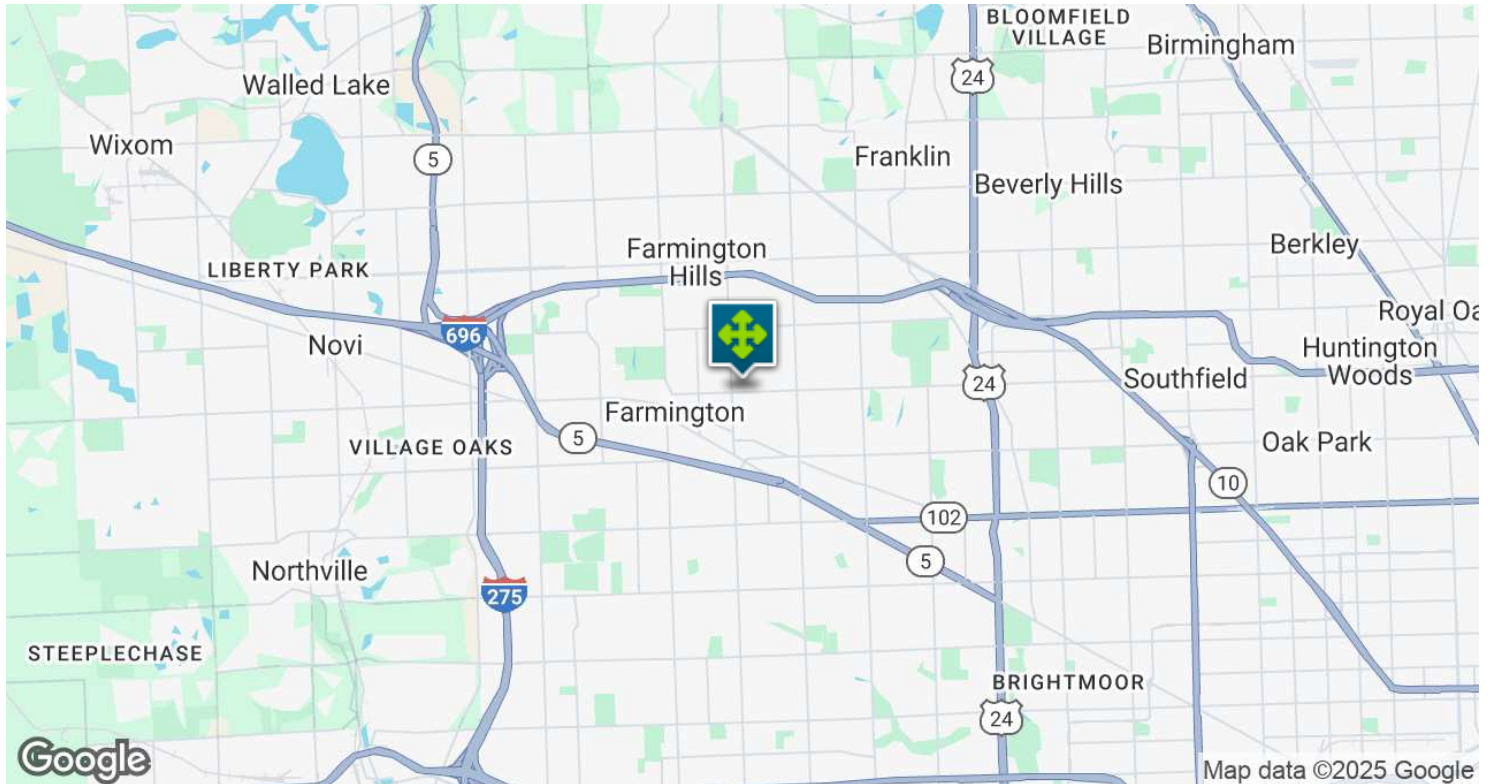 BLOOMFIELD
VILLAGE
Birmingham
24
Walled Lake
Wixom
5
Franklin
Beverly Hills
Farmington
Hills
Berkley
LIBERTY PARK
Royal Oa
696
Novi
Huntington
Woods
24
Southfield
Farmington
5
VILLAGE OAKS
Oak Park
10
102
5
Northville
275
STEEPLECHASE
BRIGHTMOOR
24
Google
Map data ©2025 Google